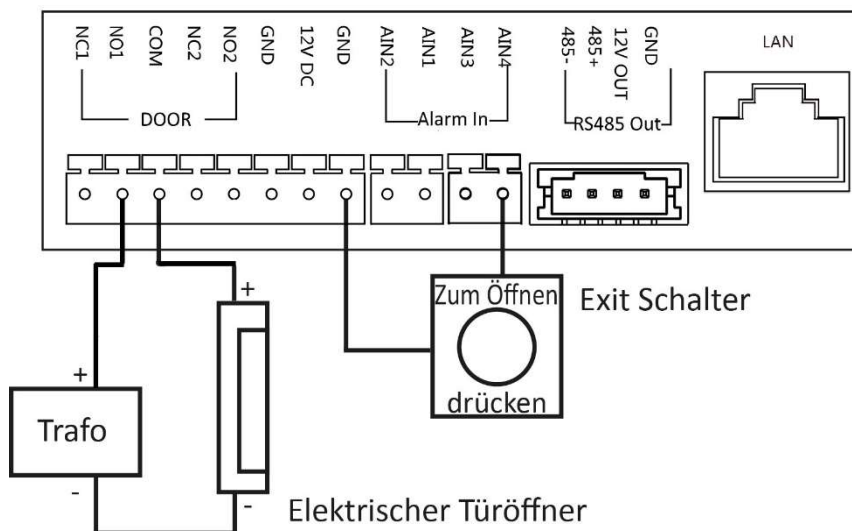 NC1
NO1
COM
NC2
NO2
GND
12V DC
GND
AIN2
AIN1
AIN3
AIN4
485-
485+
12V OUT
GND
LAN
DOOR
Alarm In
RS485 Out
Zum Öffnen
drücken
Exit Schalter
+
-
Trafo
+
-
Elektrischer Türöffner